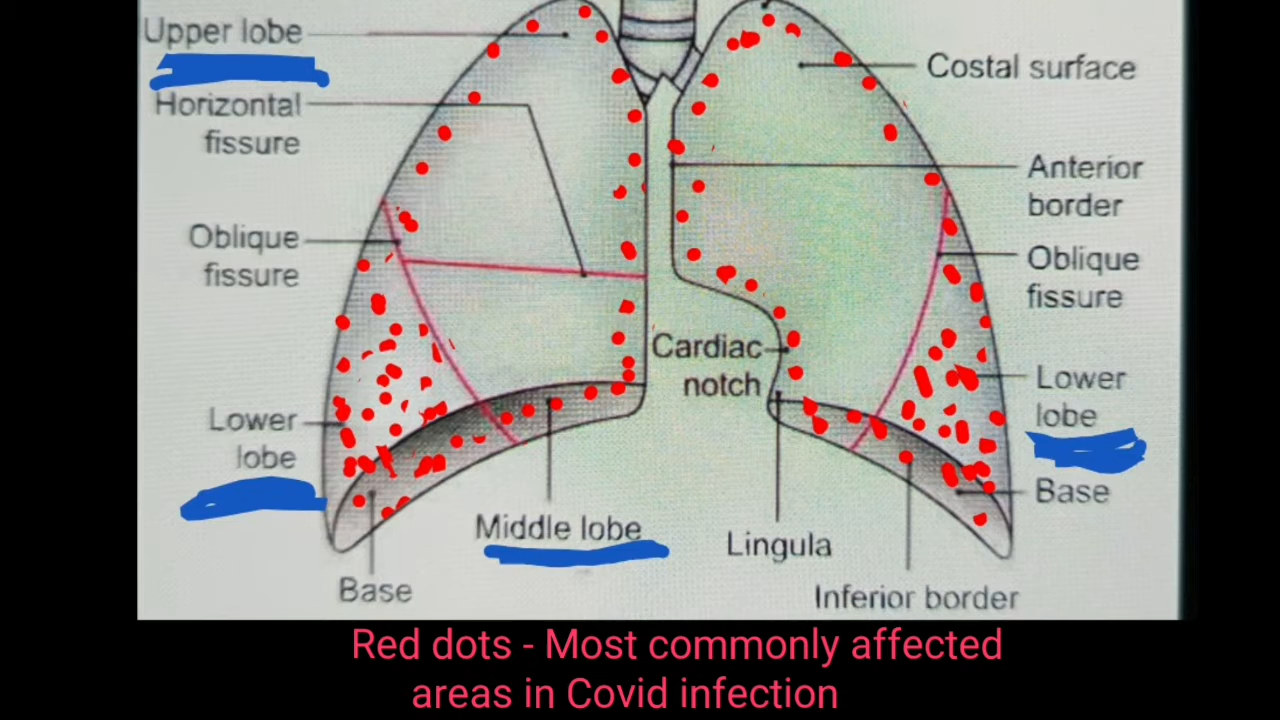 Upper lobe
Horizontal
fissure
Oblique
fissure
Lower
lobe
Base
Middle lobe
Costal surface
Anterior
border
Oblique
fissure
Cardiac
notch
Lower
lobe
Base
Lingula
Inferior border
Red dots - Most commonly affected
areas in Covid infection